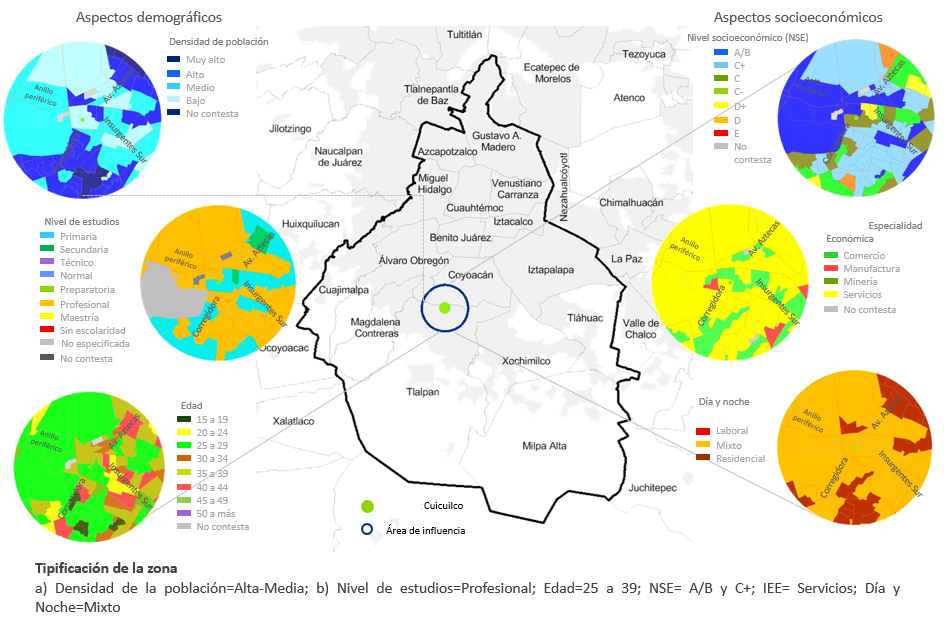 Aspectos demográficos
Aspectos socioeconómicos
Densidad de población
Muy alto
Alto
Medio
Bajo
No contesta
Anillo
periférico
Av. Aztecas
Insurgentes Sur
Corregidora
Nivel de estudios
Primaria
Secundaria
Técnico
Normal
Preparatoria
Profesional
Maestría
Sin escolaridad
No especificada
No contesta
Anillo
periférico
Av. Aztecas
Insurgentes Sur
Corregidora
Edad
15 a 19
20 a 24
25 a 29
30 a 34
35 a 39
40 a 44
45 a 49
50 a más
No contesta
Anillo
periférico
Av. Aztecas
Insurgentes Sur
Corregidora
Tultitlán
Tezoyuca
Ecatepec de
Morelos
Tlalnepantla
de Baz
Atenco
Jilotzingo
Gustavo A.
Madero
Naucalpan
de Juárez
Azcapotzalco
Miguel
Hidalgo
Venustiano
Carranza
Nezahualcóyotl
Chimalhuacán
Cuauhtémoc
Iztacalco
Huixquilucan
Benito Juárez
Álvaro Obregón
Coyoacán
Iztapalapa
La Paz
Cuajimalpa
Magdalena
Contreras
Tláhuac
Valle de
Chalco
Ocoyoacac
Xochimilco
Tlalpan
Xalatlaco
Milpa Alta
Juchitepec
Cuicuilco
Área de influencia
Nivel socioeconómico (NSE)
A/B
C+
C
C-
D+
D
E
No
contesta
Anillo
periférico
Av. Aztecas
Insurgentes Sur
Corregidora
Especialidad
Económica
Comercio
Manufactura
Minería
Servicios
No contesta
Anillo
periférico
Av. Aztecas
Insurgentes Sur
Corregidora
Día y noche
Laboral
Mixto
Residencial
Anillo
periférico
Av. Aztecas
Insurgentes Sur
Corregidora
Tipificación de la zona
a) Densidad de la población=Alta-Media; b) Nivel de estudios=Profesional; Edad=25 a 39; NSE= A/B y C+; IEE= Servicios; Día y
Noche=Mixto